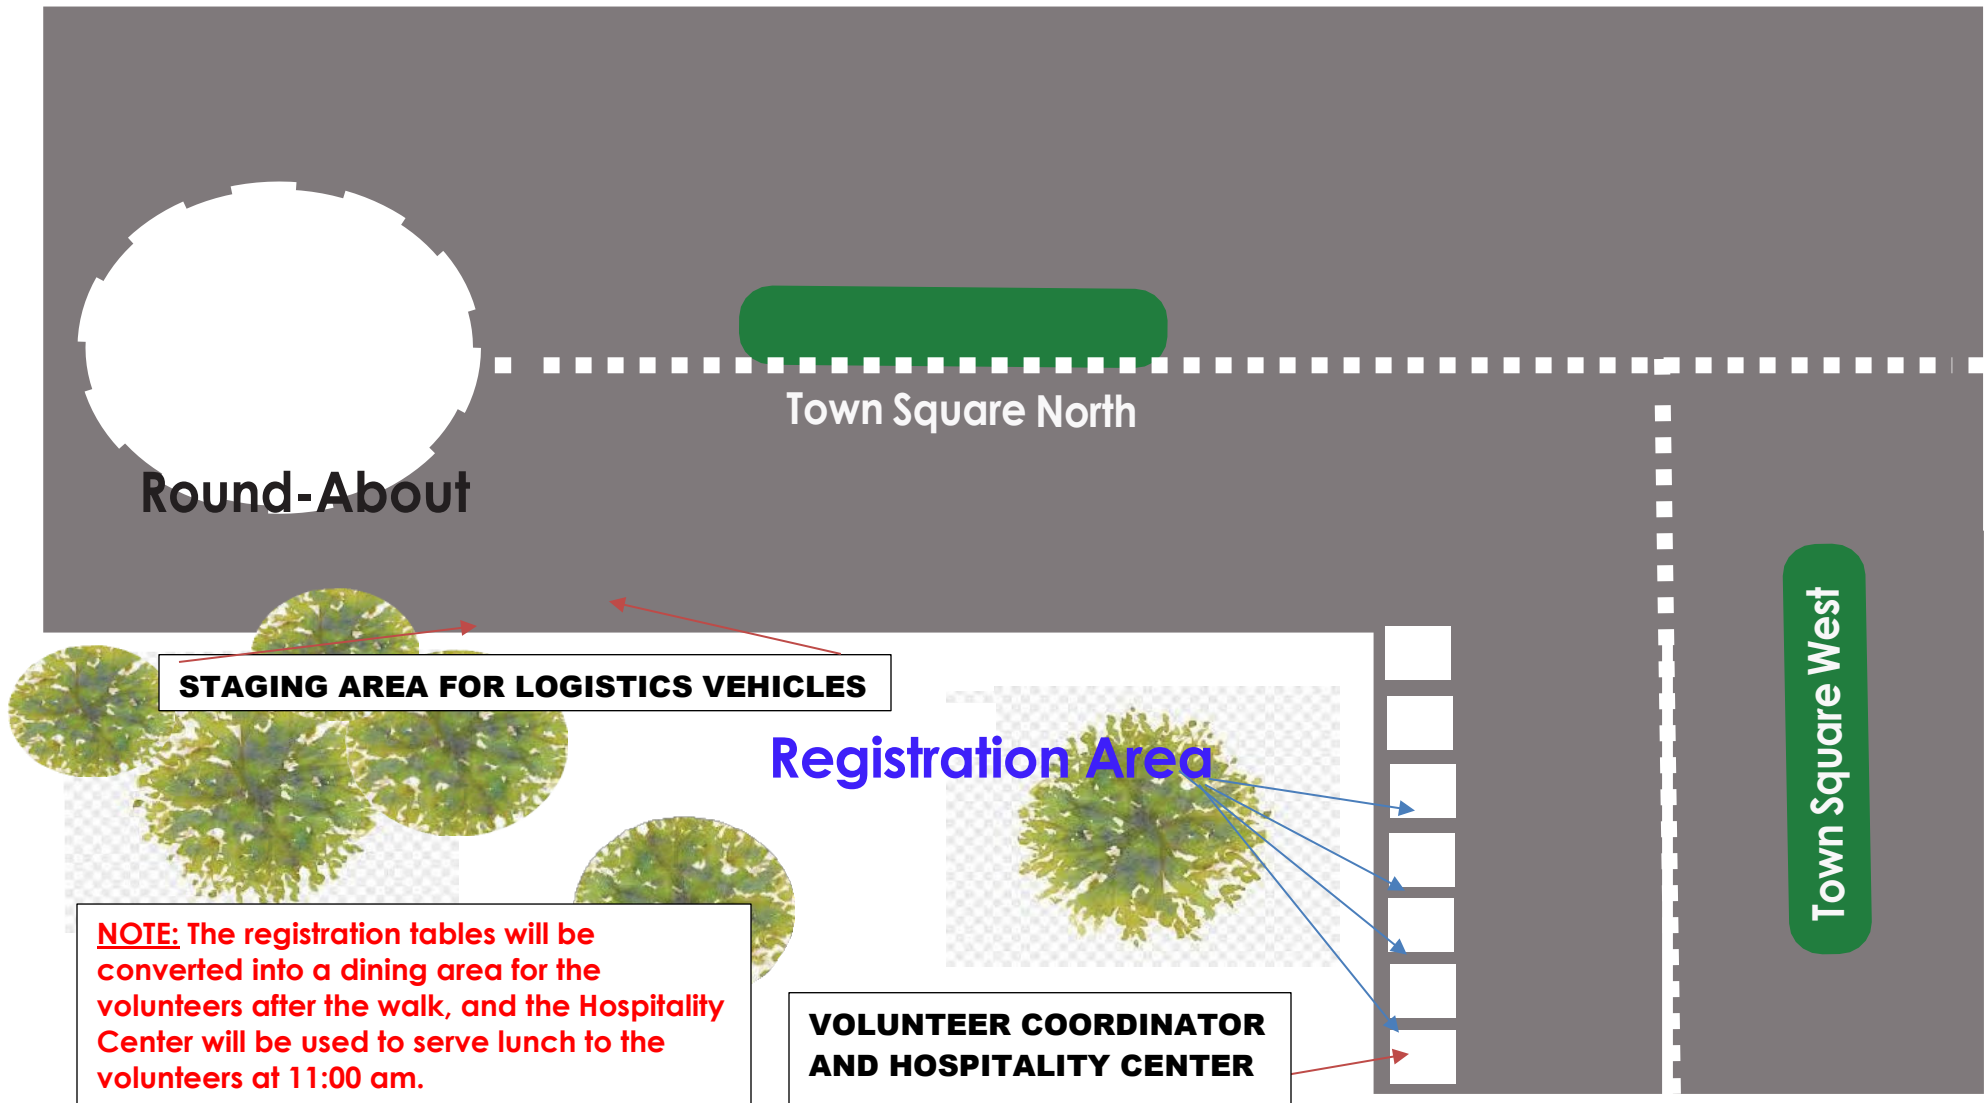 Town Square North
Round-About
Town Square West
STAGING AREA FOR LOGISTICS VEHICLES
Registration Area
NOTE: The registration tables will be
converted into a dining area for the
volunteers after the walk, and the Hospitality
Center will be used to serve lunch to the
volunteers at 11:00 am.
VOLUNTEER COORDINATOR
AND HOSPITALITY CENTER